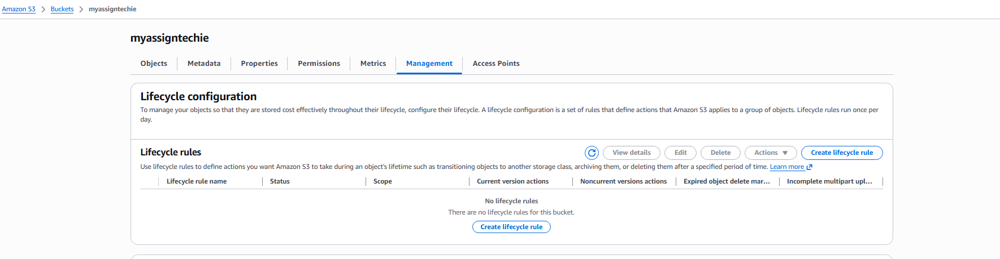 Amazon S3 > Buckets > myassigntechie
myassigntechie
Objects Metadata Properties Permissions Metrics Management Access Points
Lifecycle configuration
To manage your objects so that they are stored cost effectively throughout their lifecycle, configure their lifecycle. A lifecycle configuration is a set of rules that define actions that Amazon S3 applies to a group of objects. Lifecycle rules run once per
day.
Lifecycle rules View details Edit Delete Actions Create lifecycle rule
Use lifecycle rules to define actions you want Amazon S3 to take during an object's lifetime such as transitioning objects to another storage class, archiving them, or deleting them after a specified period of time. Learn more
Lifecycle rule name Status Scope Current version actions Noncurrent versions actions Expired object delete mar... Incomplete multipart upl...
No lifecycle rules
There are no lifecycle rules for this bucket.
Create lifecycle rule